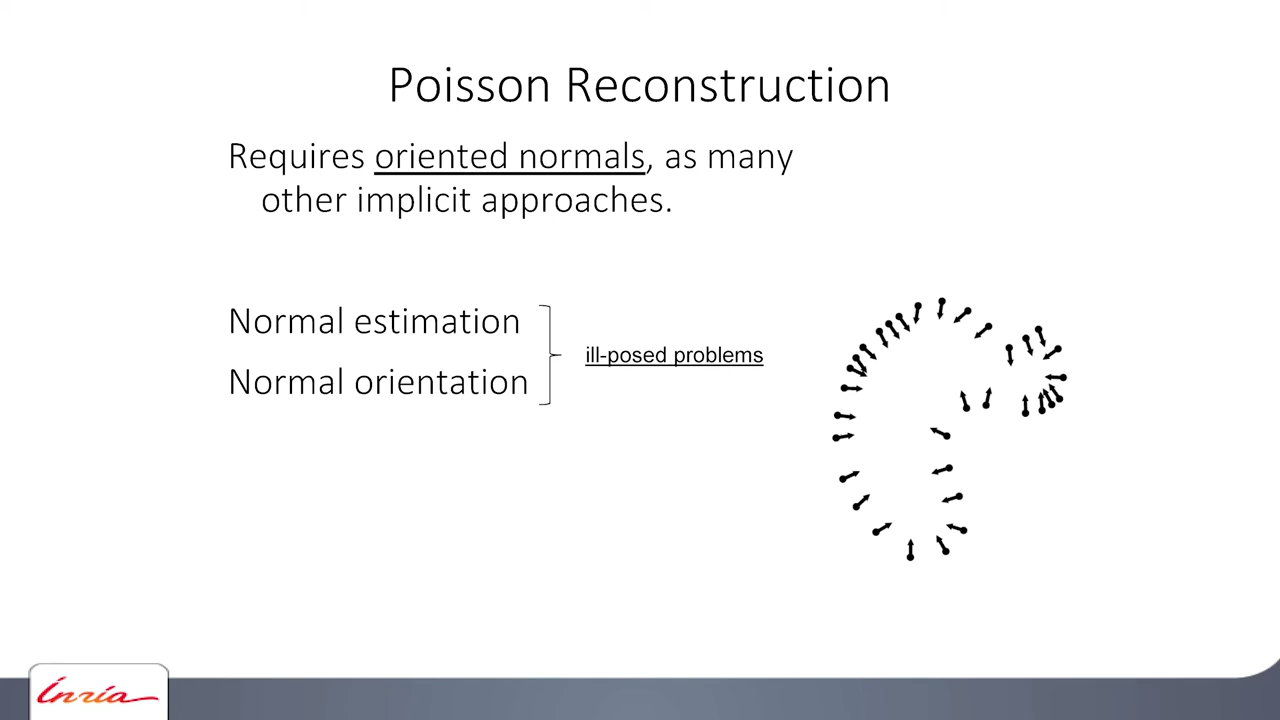 Poisson Reconstruction
Requires oriented normals, as many
other implicit approaches.
Normal estimation
Normal orientation
ill-posed problems
Inria